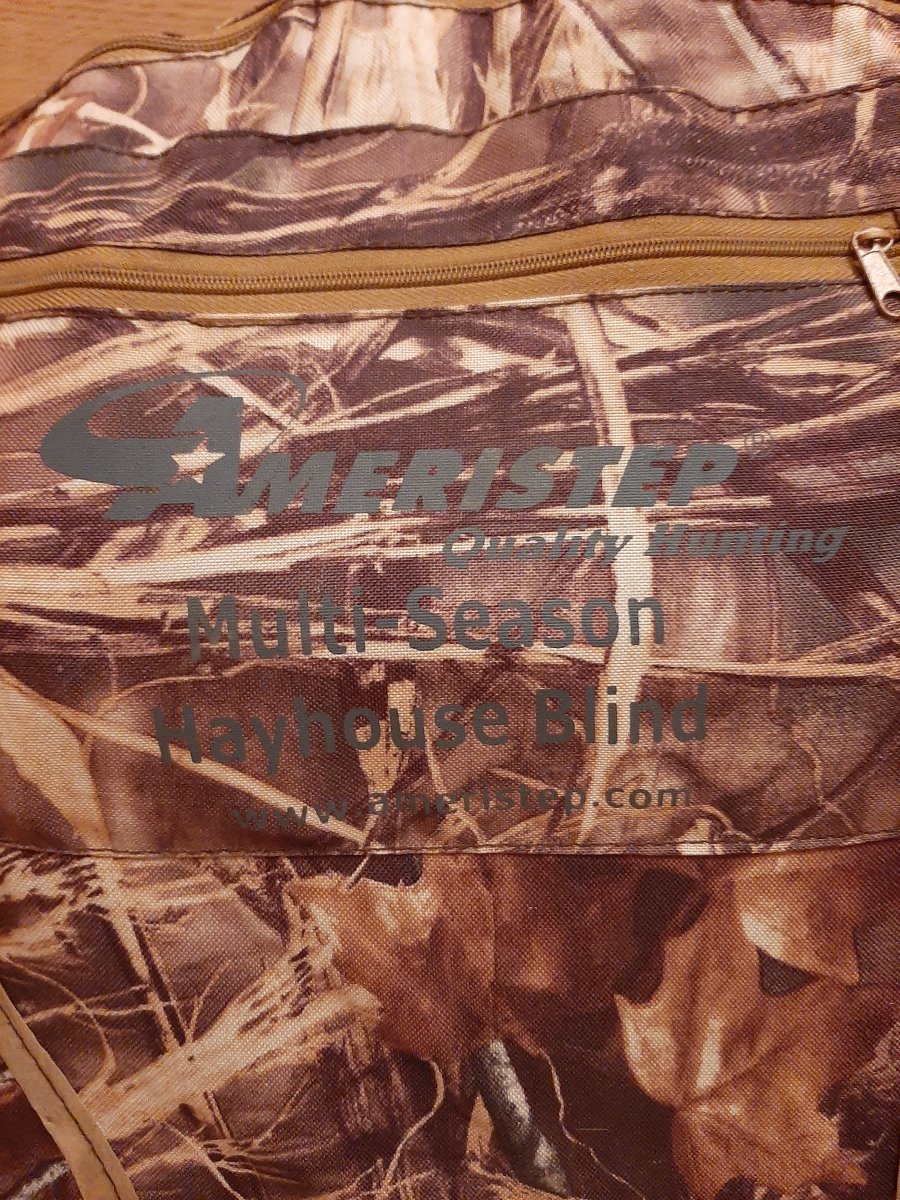 AMERISTEP®
Quality Hunting
Multi-Season
Hayhouse Blind
www.ameristep.com